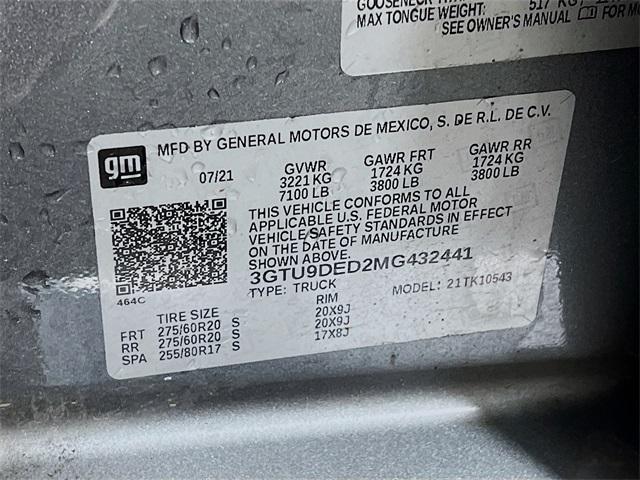 MAX TONGUE WEIGHT: 517 KG
SEE OWNER'S MANUAL FOR
gm
MFD BY GENERAL MOTORS DE MEXICO, S. DE R.L. DE C.V.
07/21
GVWR
3221 KG
7100 LB
GAWR FRT
1724 KG
3800 LB
GAWR RR
1724 KG
3800 LB
THIS VEHICLE CONFORMS TO ALL
APPLICABLE U.S. FEDERAL MOTOR
VEHICLE/SAFETY STANDARDS IN EFFECT
ON THE DATE OF MANUFACTURE
SHOWN ABOVE.
3GTU9DED2MG432441
TYPE: TRUCK MODEL: 21TK10543
464C
TIRE SIZE RIM
FRT 275/60R20 S 20X9J
RR 275/60R20 S 20X9J
SPA 255/80R17 S 17X8J